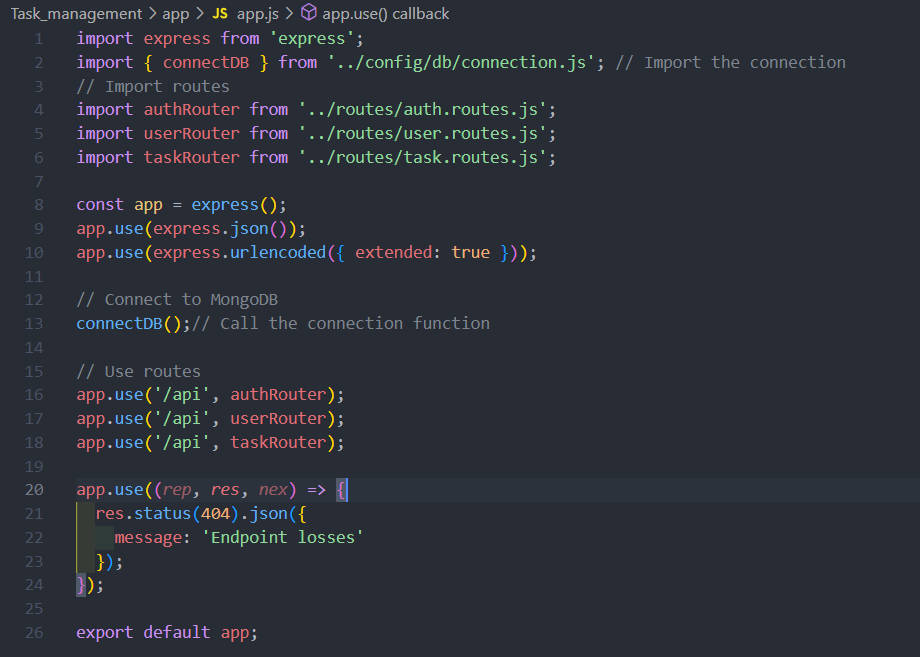 Task_management > app > JS app.js > app.use() callback
1 import express from 'express';
2 import { connectDB } from '../config/db/connection.js'; // Import the connection
3 // Import routes
4 import authRouter from '../routes/auth.routes.js';
5 import userRouter from '../routes/user.routes.js';
6 import taskRouter from '../routes/task.routes.js';
7
8 const app = express();
9 app.use(express.json());
10 app.use(express.urlencoded({ extended: true }));
11
12 // Connect to MongoDB
13 connectDB();// Call the connection function
14
15 // Use routes
16 app.use('/api', authRouter);
17 app.use('/api', userRouter);
18 app.use('/api', taskRouter);
19
20 app.use((rep, res, nex) => {
21   res.status(404).json({
22     message: 'Endpoint losses'
23   });
24 });
25
26 export default app;